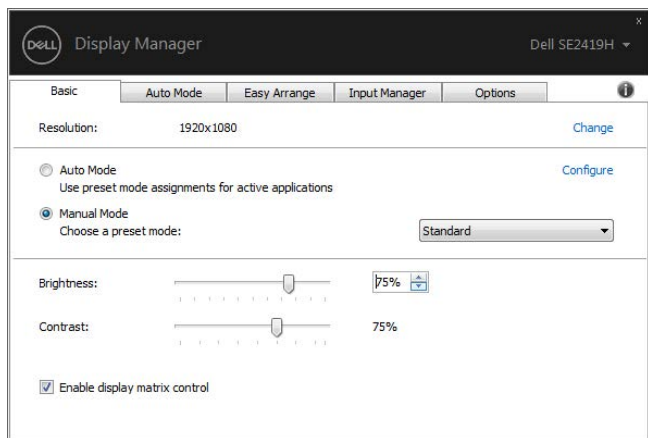 x
DELL Display Manager Dell SE2419H
Basic Auto Mode Easy Arrange Input Manager Options i
Resolution: 1920x1080 Change
Auto Mode Configure
Use preset mode assignments for active applications
Manual Mode
Choose a preset mode: Standard
Brightness: 75%
Contrast: 75%
Enable display matrix control